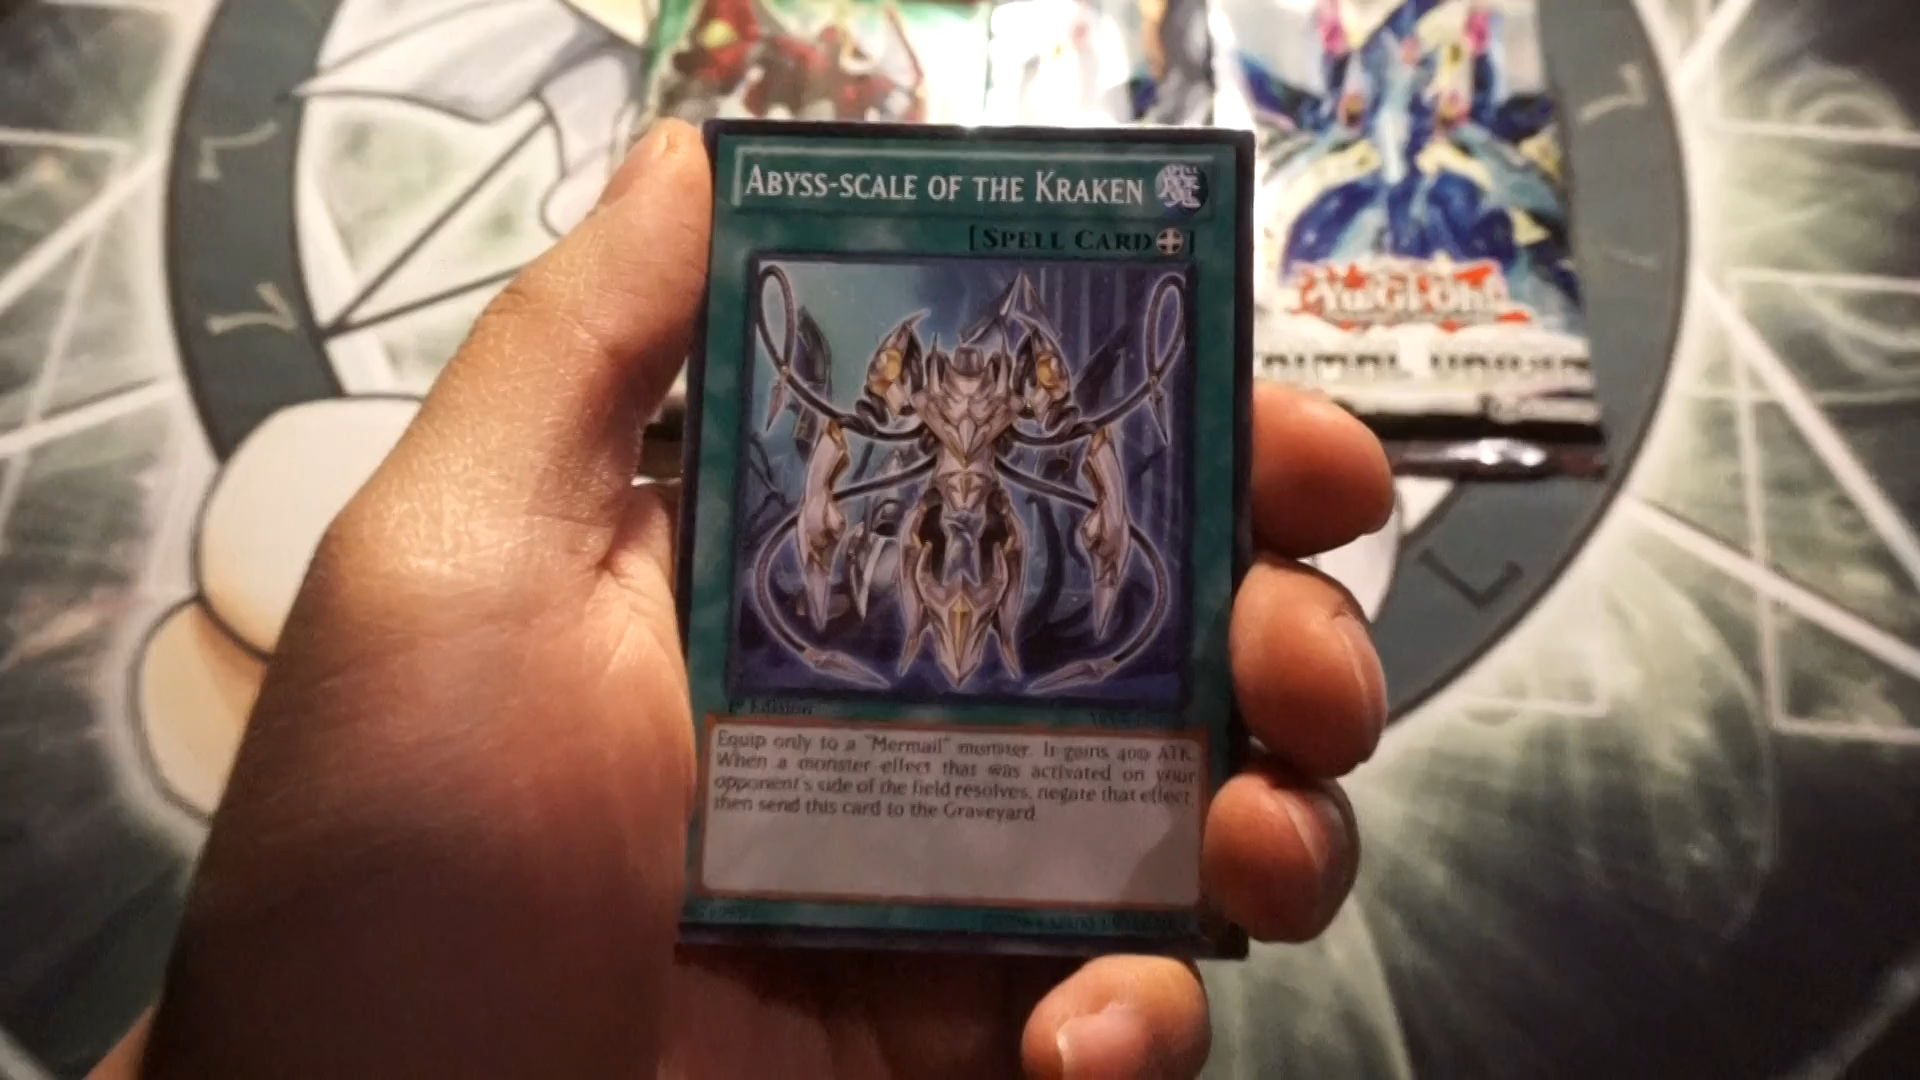 ABYSS-SCALE OF THE KRAKEN
[SPELL CARD]
1st Edition
Equip only to a "Mermail" monster. It gains 400 ATK.
When a monster effect that was activated on your
opponent's side of the field resolves, negate that effect,
then send this card to the Graveyard.
Yu-Gi-Oh!